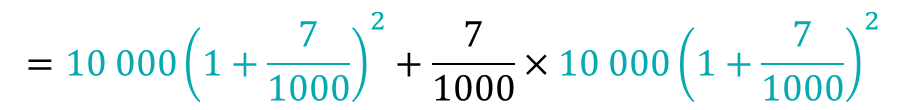 = 10 000(1 + 7/1000)² + 7/1000 × 10 000(1 + 7/1000)²